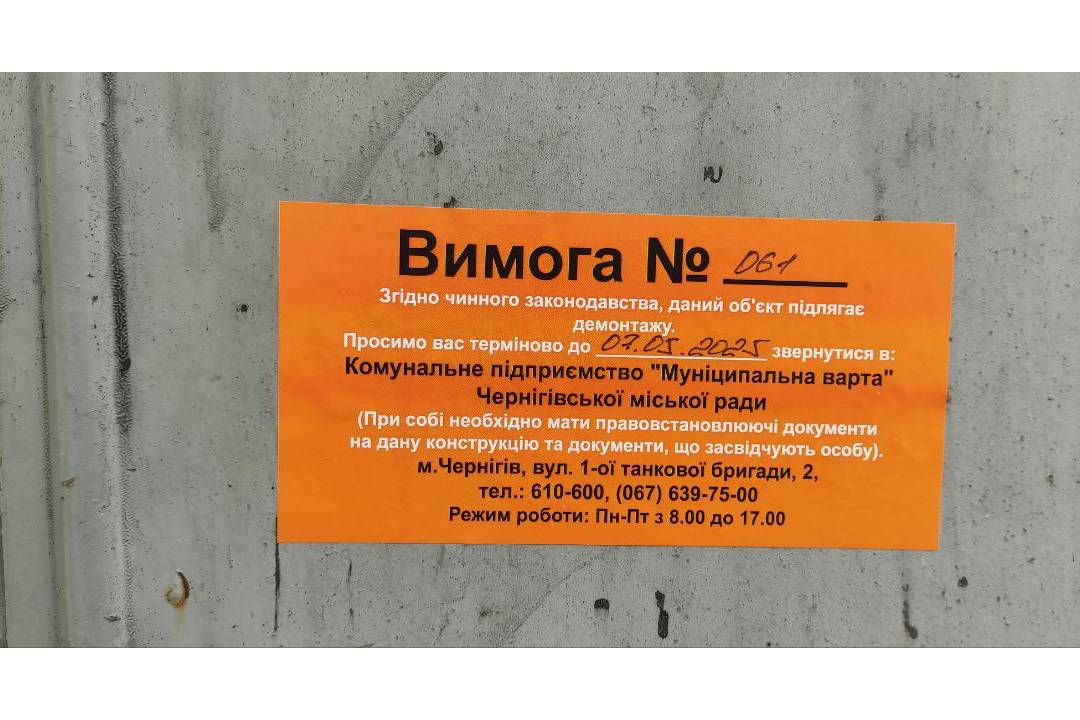 Вимога № 061
Згідно чинного законодавства, даний об'єкт підлягає
демонтажу.
Просимо вас терміново до 07.05.2025 звернутися в:
Комунальне підприємство "Муніципальна варта"
Чернігівської міської ради
(При собі необхідно мати правовстановлюючі документи
на дану конструкцію та документи, що засвідчують особу).
м.Чернігів, вул. 1-ої танкової бригади, 2,
тел.: 610-600, (067) 639-75-00
Режим роботи: Пн-Пт з 8.00 до 17.00